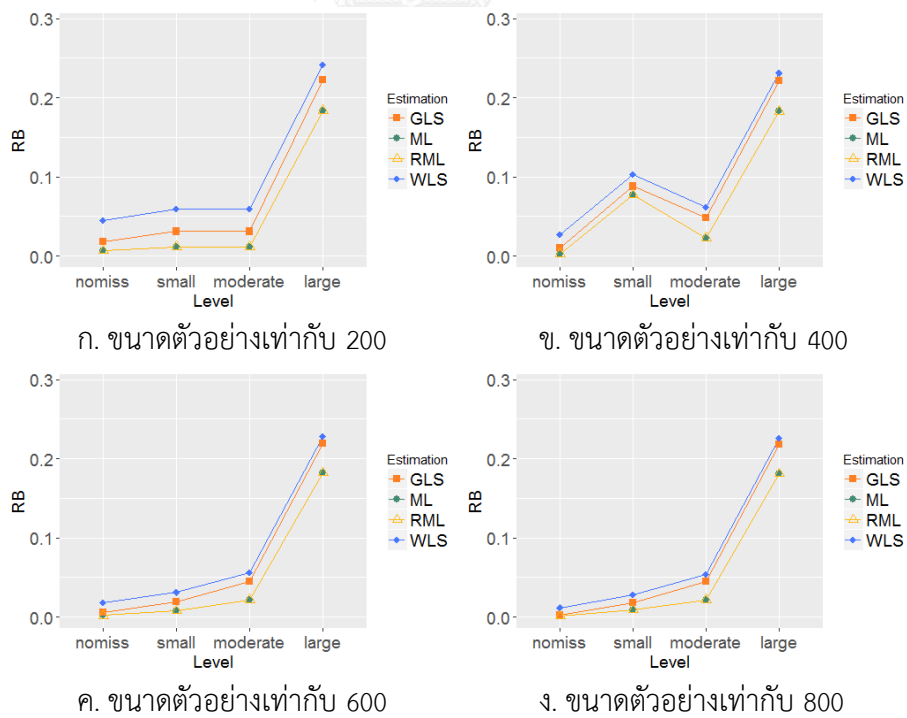 0.3
0.2
0.1
0.0
RB
nomiss small moderate large
Level
Estimation
GLS
ML
RML
WLS
ก. ขนาดตัวอย่างเท่ากับ 200
0.3
0.2
0.1
0.0
RB
nomiss small moderate large
Level
Estimation
GLS
ML
RML
WLS
ข. ขนาดตัวอย่างเท่ากับ 400
0.3
0.2
0.1
0.0
RB
nomiss small moderate large
Level
Estimation
GLS
ML
RML
WLS
ค. ขนาดตัวอย่างเท่ากับ 600
0.3
0.2
0.1
0.0
RB
nomiss small moderate large
Level
Estimation
GLS
ML
RML
WLS
ง. ขนาดตัวอย่างเท่ากับ 800